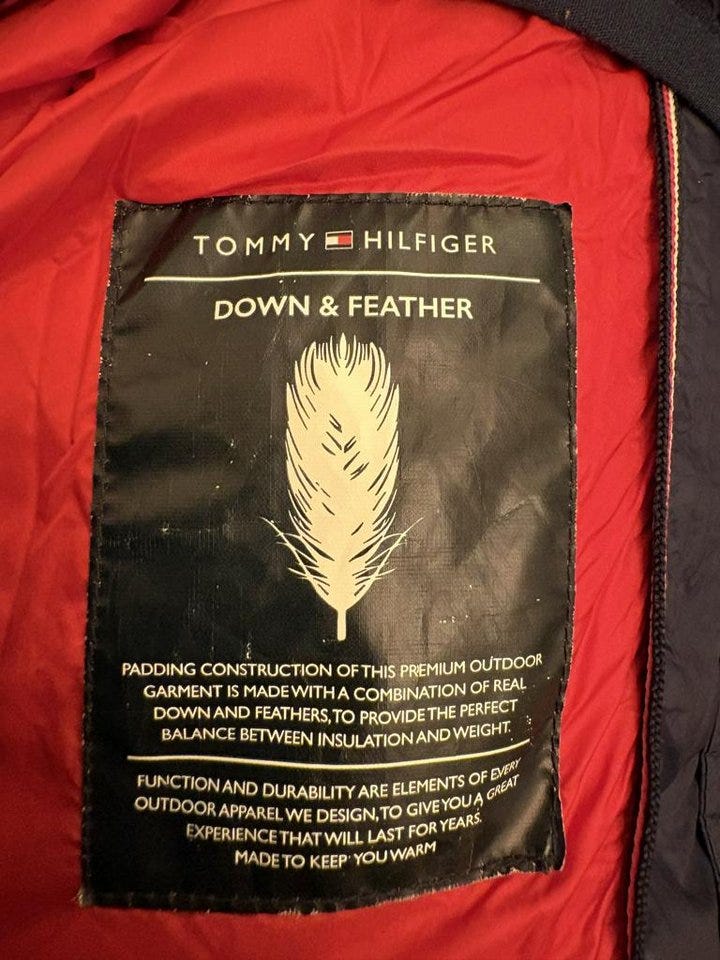 TOMMY HILFIGER
DOWN & FEATHER
PADDING CONSTRUCTION OF THIS PREMIUM OUTDOOR
GARMENT IS MADE WITH A COMBINATION OF REAL
DOWN AND FEATHERS, TO PROVIDE THE PERFECT
BALANCE BETWEEN INSULATION AND WEIGHT.
FUNCTION AND DURABILITY ARE ELEMENTS OF EVERY
OUTDOOR APPAREL WE DESIGN, TO GIVE YOU A GREAT
EXPERIENCE THAT WILL LAST FOR YEARS.
MADE TO KEEP YOU WARM